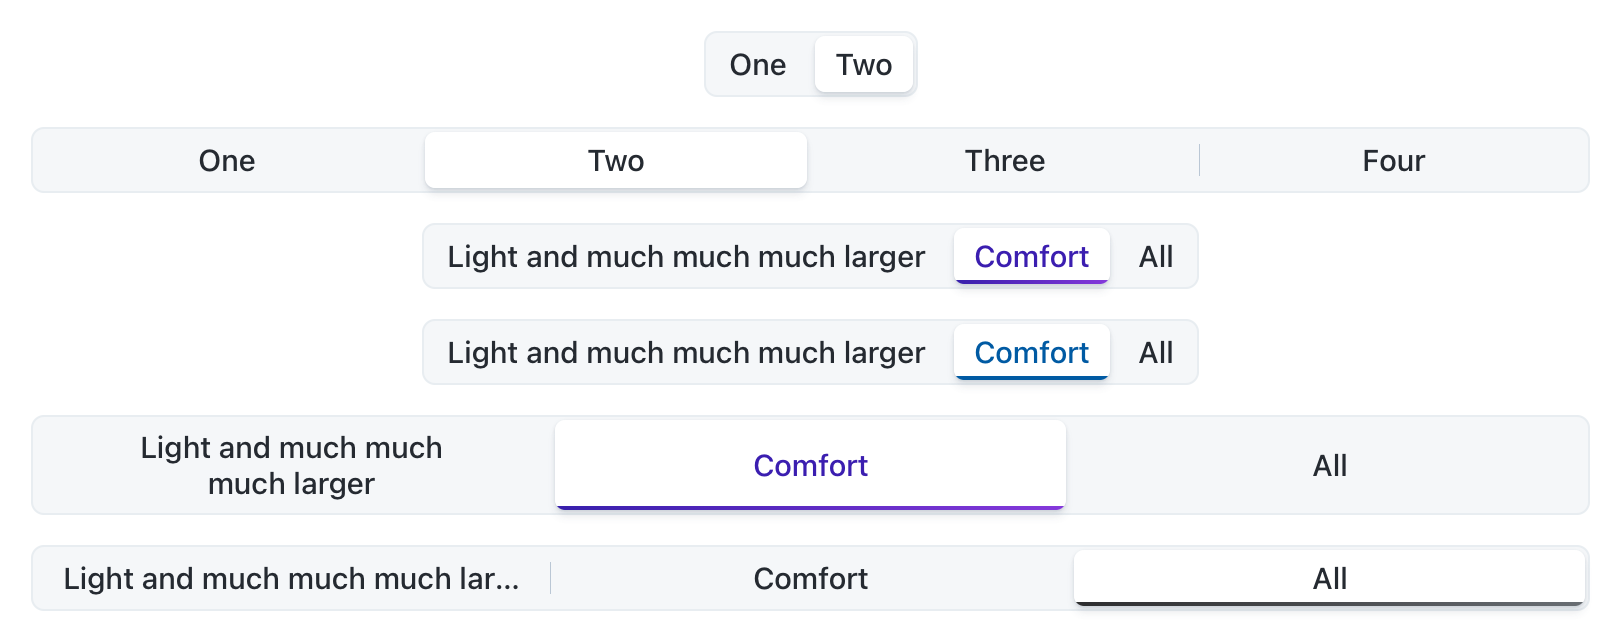 One Two
One Two Three Four
Light and much much much larger Comfort All
Light and much much much larger Comfort All
Light and much much
much larger
Comfort
All
Light and much much much lar... Comfort All